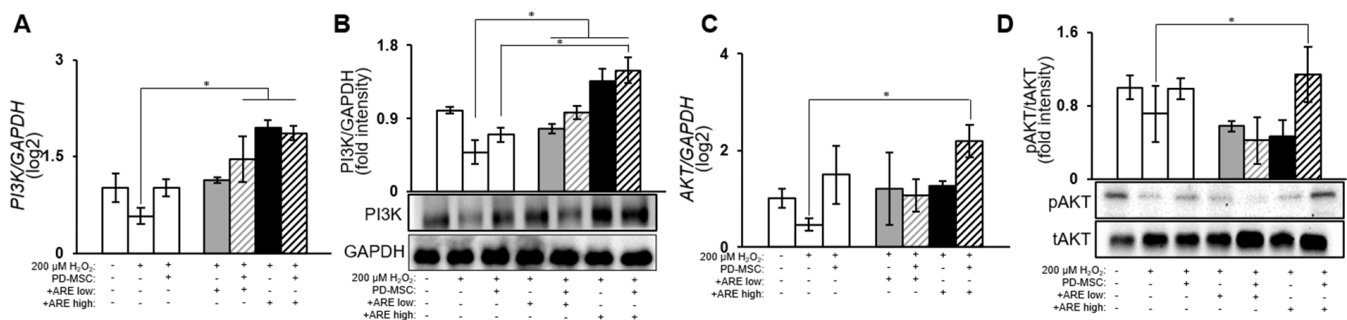 A
*
PI3K/GAPDH
(log2)
3
1.5
0
200 µM H₂O₂: - + + + + + +
PD-MSC: - - + - + - +
+ARE low: - - - + + - -
+ARE high: - - - - - + +
B
*
*
PI3K/GAPDH
(fold intensity)
1.8
0.9
0
PI3K
GAPDH
200 µM H₂O₂: - + + + + + +
PD-MSC: - - + - + - +
+ARE low: - - - + + - -
+ARE high: - - - - - + +
C
*
AKT/GAPDH
(log2)
4
2
0
200 µM H₂O₂: - + + + + + +
PD-MSC: - - + - + - +
+ARE low: - - - + + - -
+ARE high: - - - - - + +
D
*
pAKT/tAKT
(fold intensity)
1.6
0.8
0
pAKT
tAKT
200 µM H₂O₂: - + + + + + +
PD-MSC: - - + - + - +
+ARE low: - - - + + - -
+ARE high: - - - - - + +